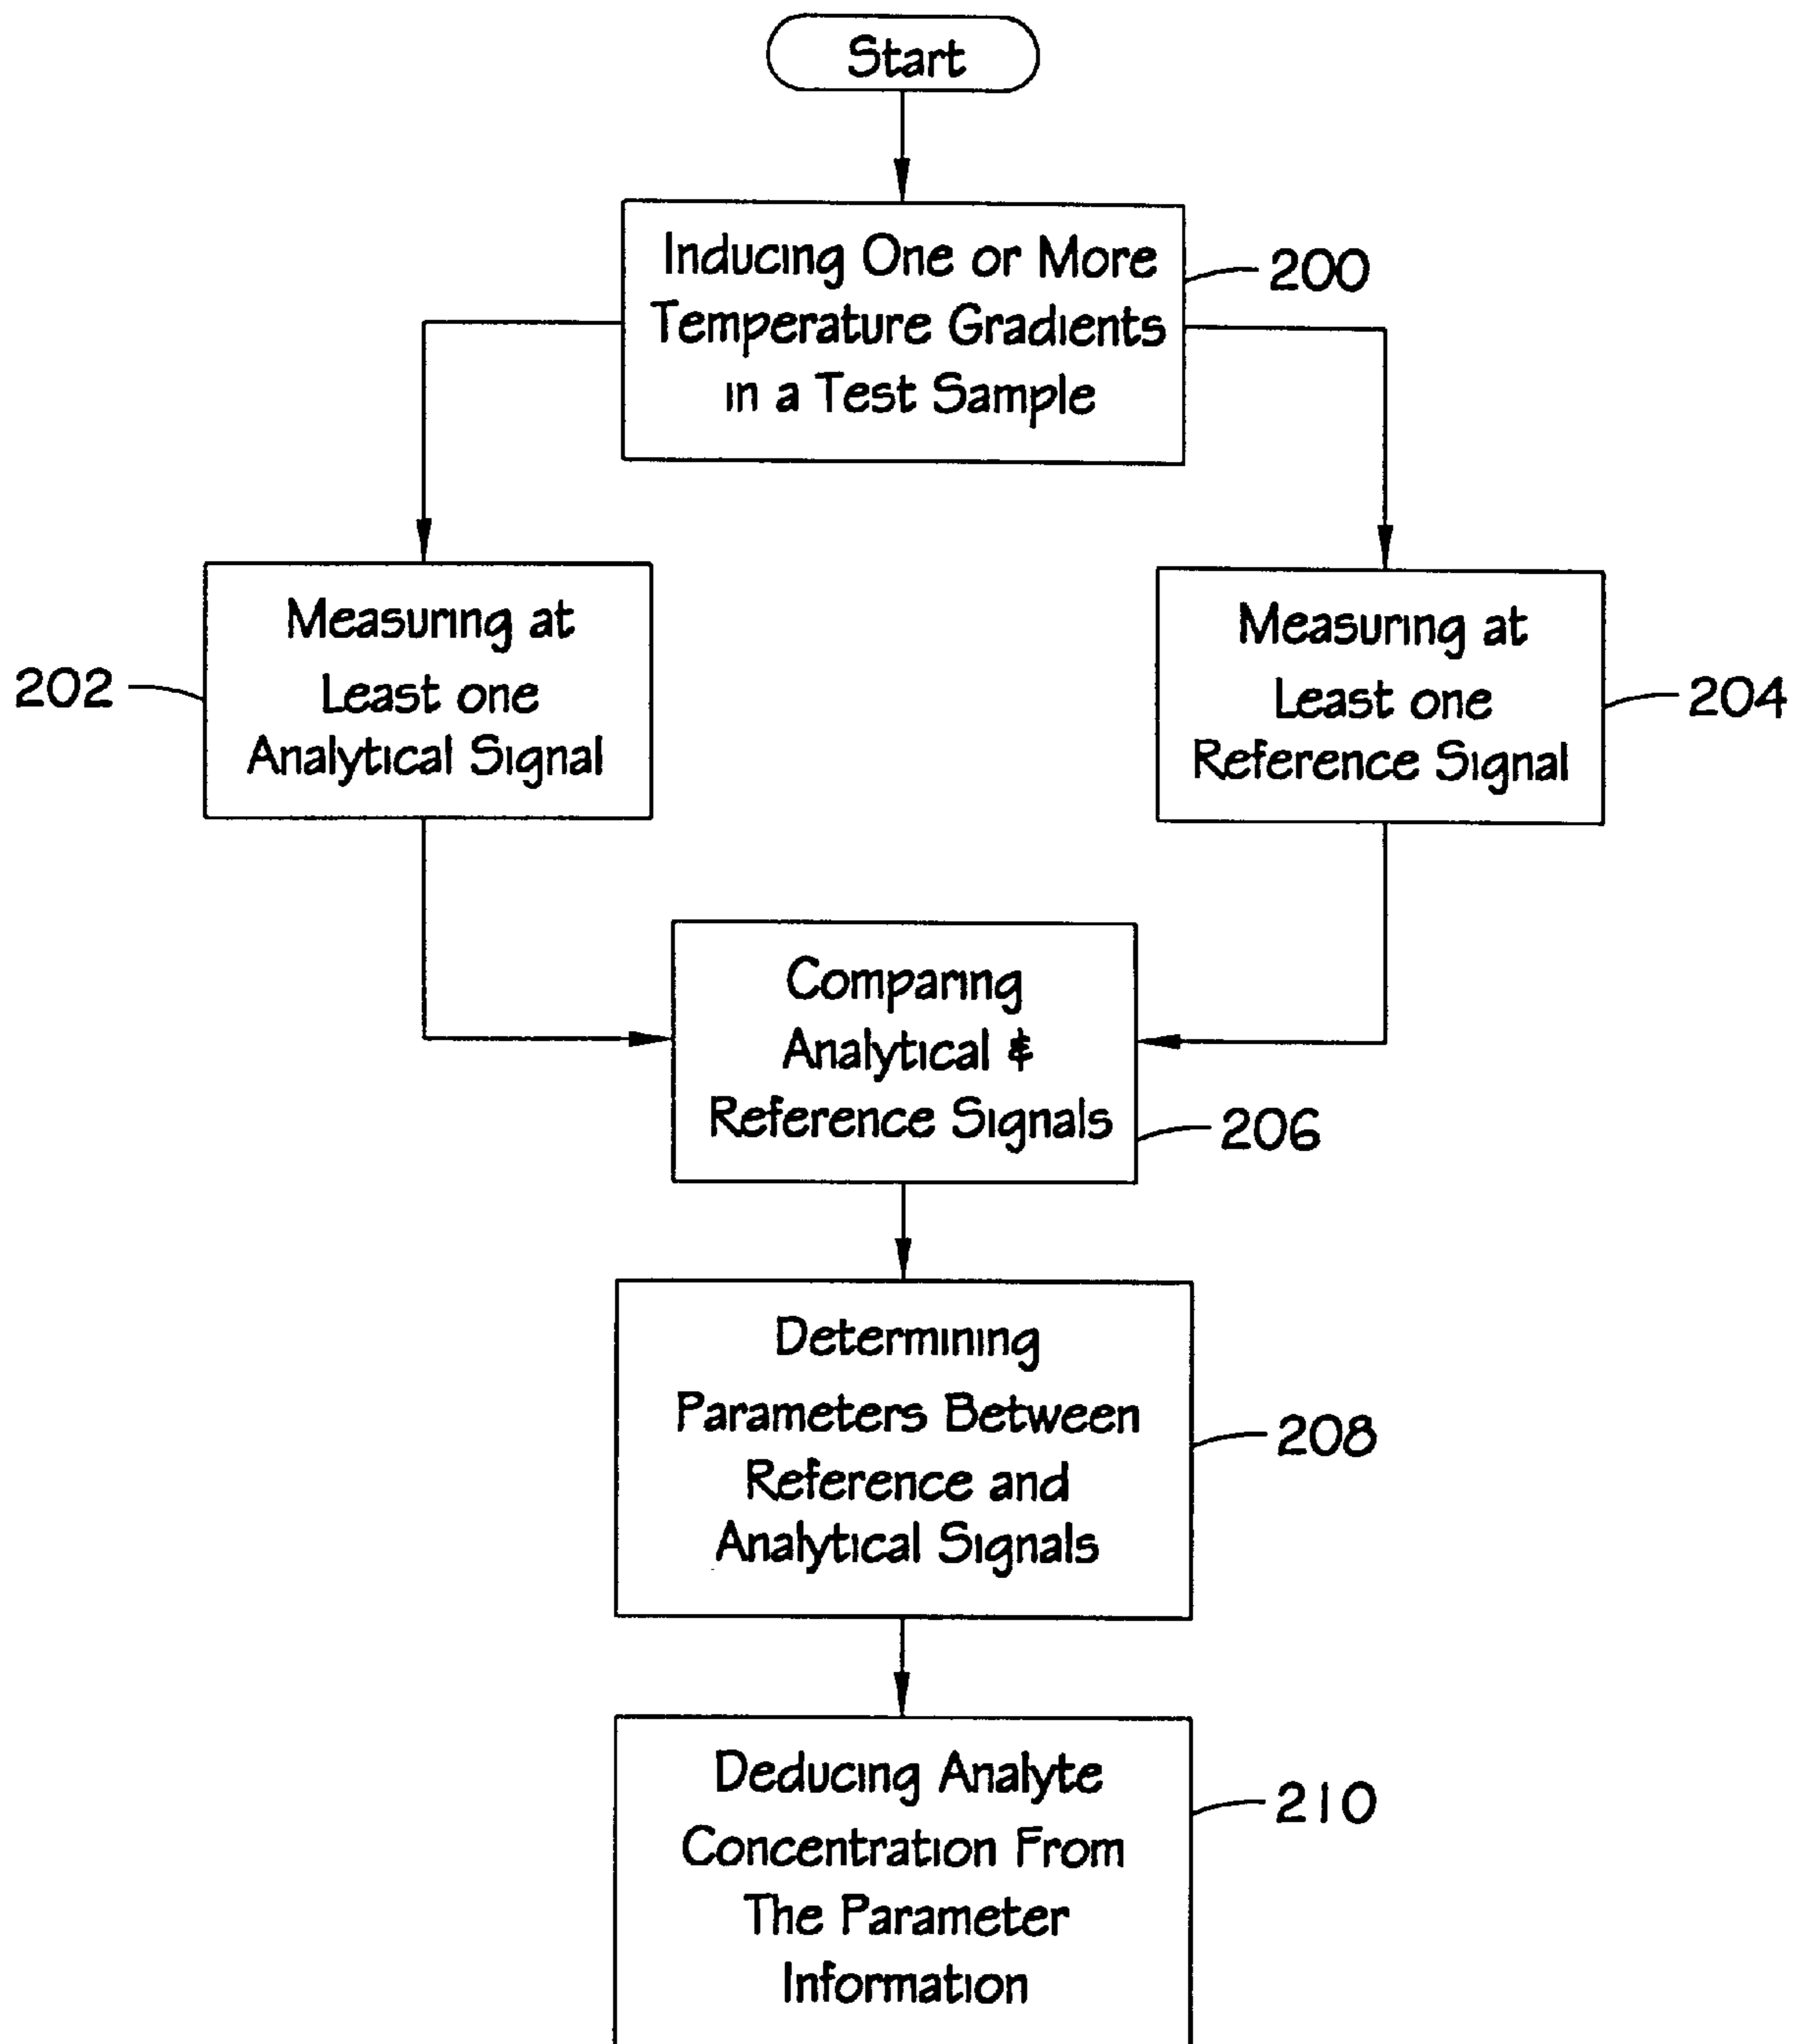 Start
Inducing One or More
Temperature Gradients
in a Test Sample
200
Measuring at
Least one
Analytical Signal
202
Measuring at
Least one
Reference Signal
204
Comparing
Analytical &
Reference Signals
206
Determining
Parameters Between
Reference and
Analytical Signals
208
Deducing Analyte
Concentration From
The Parameter
Information
210